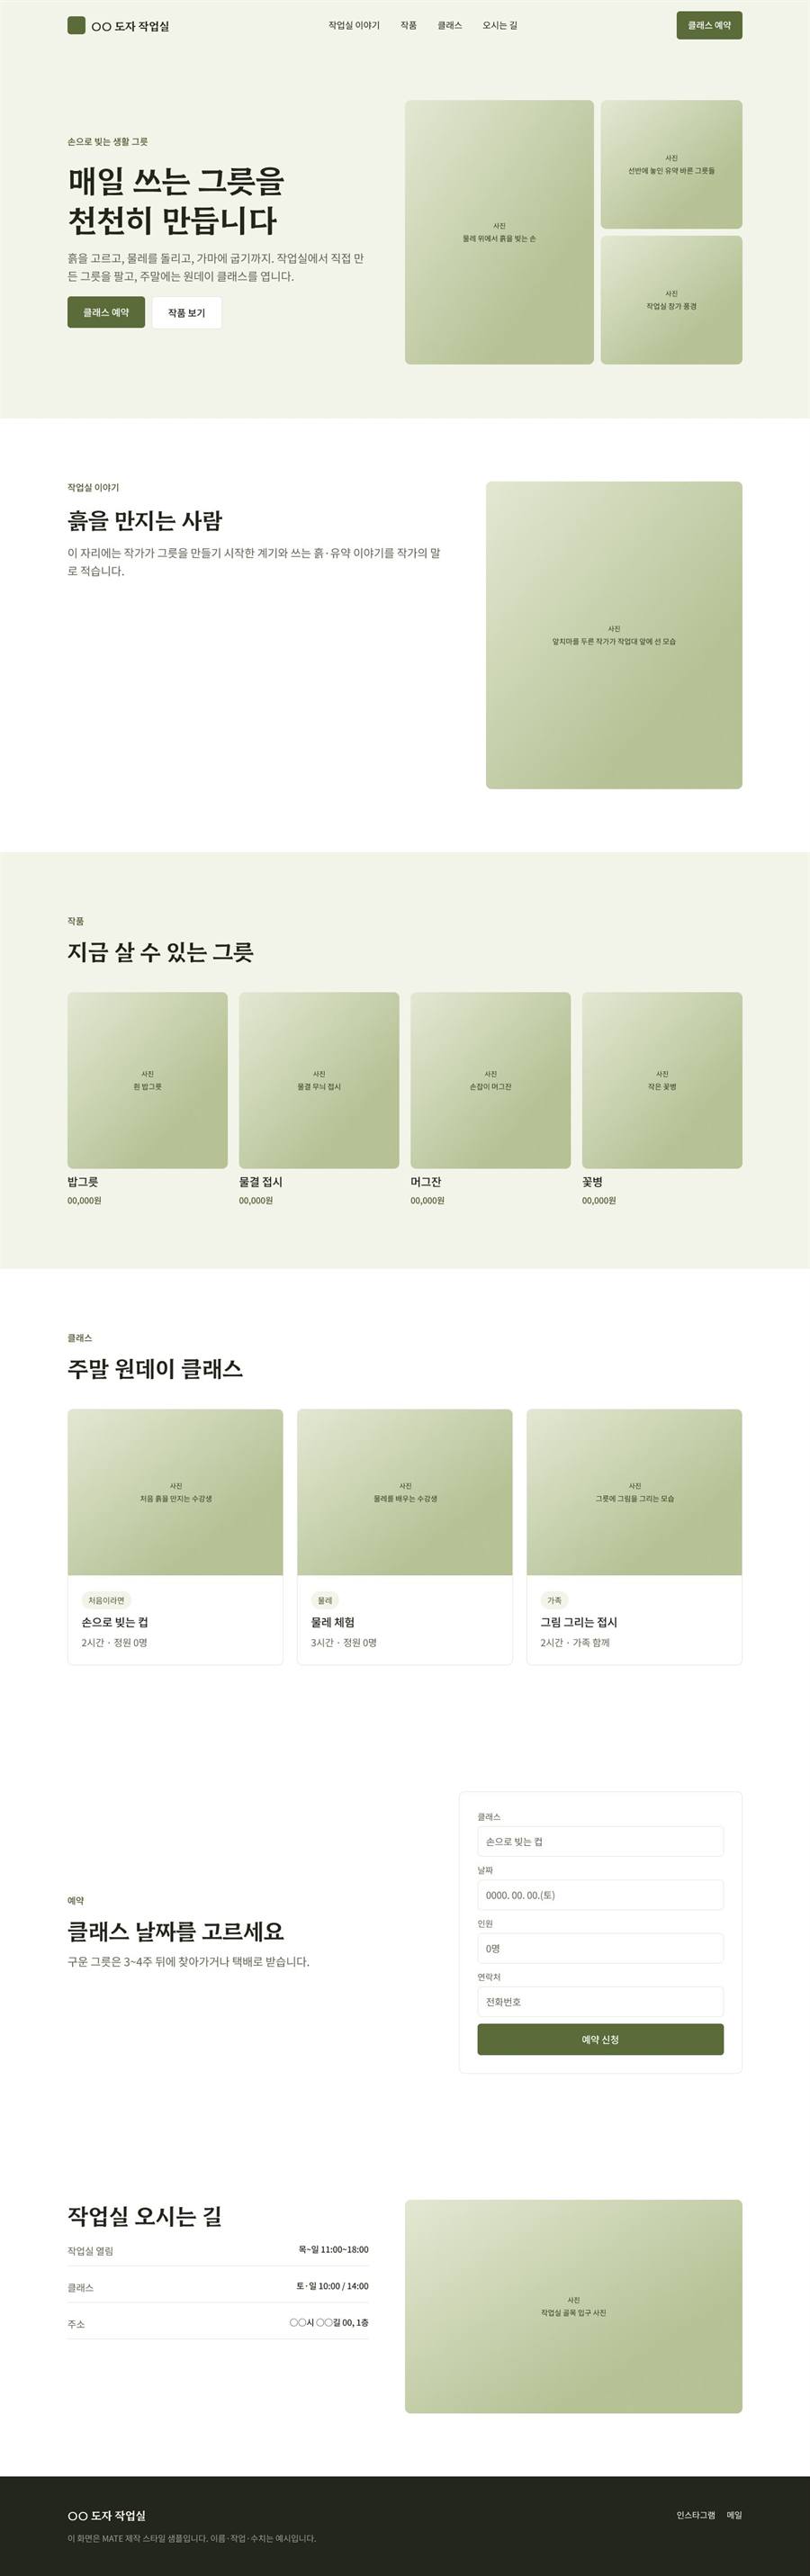 ○○ 도자 작업실
작업실 이야기
작품
클래스
오시는 길
클래스 예약
손으로 빚는 생활 그릇
매일 쓰는 그릇을
천천히 만듭니다
흙을 고르고, 물레를 돌리고, 가마에 굽기까지. 작업실에서 직접 만
든 그릇을 팔고, 주말에는 원데이 클래스를 엽니다.
클래스 예약
작품 보기
사진
물레 위에서 흙을 빚는 손
사진
선반에 놓인 유약 바른 그릇들
사진
작업실 창가 풍경
작업실 이야기
흙을 만지는 사람
이 자리에는 작가가 그릇을 만들기 시작한 계기와 쓰는 흙·유약 이야기를 작가의 말
로 적습니다.
사진
앞치마를 두른 작가가 작업대 앞에 선 모습
작품
지금 살 수 있는 그릇
사진
흰 밥그릇
밥그릇
00,000원
사진
물결 무늬 접시
물결 접시
00,000원
사진
손잡이 머그잔
머그잔
00,000원
사진
작은 꽃병
꽃병
00,000원
클래스
주말 원데이 클래스
사진
처음 흙을 만지는 수강생
처음이라면
손으로 빚는 컵
2시간 · 정원 0명
사진
물레를 배우는 수강생
물레
물레 체험
3시간 · 정원 0명
사진
그릇에 그림을 그리는 모습
가족
그림 그리는 접시
2시간 · 가족 함께
예약
클래스 날짜를 고르세요
구운 그릇은 3~4주 뒤에 찾아가거나 택배로 받습니다.
클래스
손으로 빚는 컵
날짜
0000. 00. 00.(토)
인원
0명
연락처
전화번호
예약 신청
작업실 오시는 길
작업실 열림
목~일 11:00~18:00
클래스
토·일 10:00 / 14:00
주소
○○시 ○○길 00, 1층
사진
작업실 골목 입구 사진
○○ 도자 작업실
이 화면은 MATE 제작 스타일 샘플입니다. 이름·작업·수치는 예시입니다.
인스타그램
메일